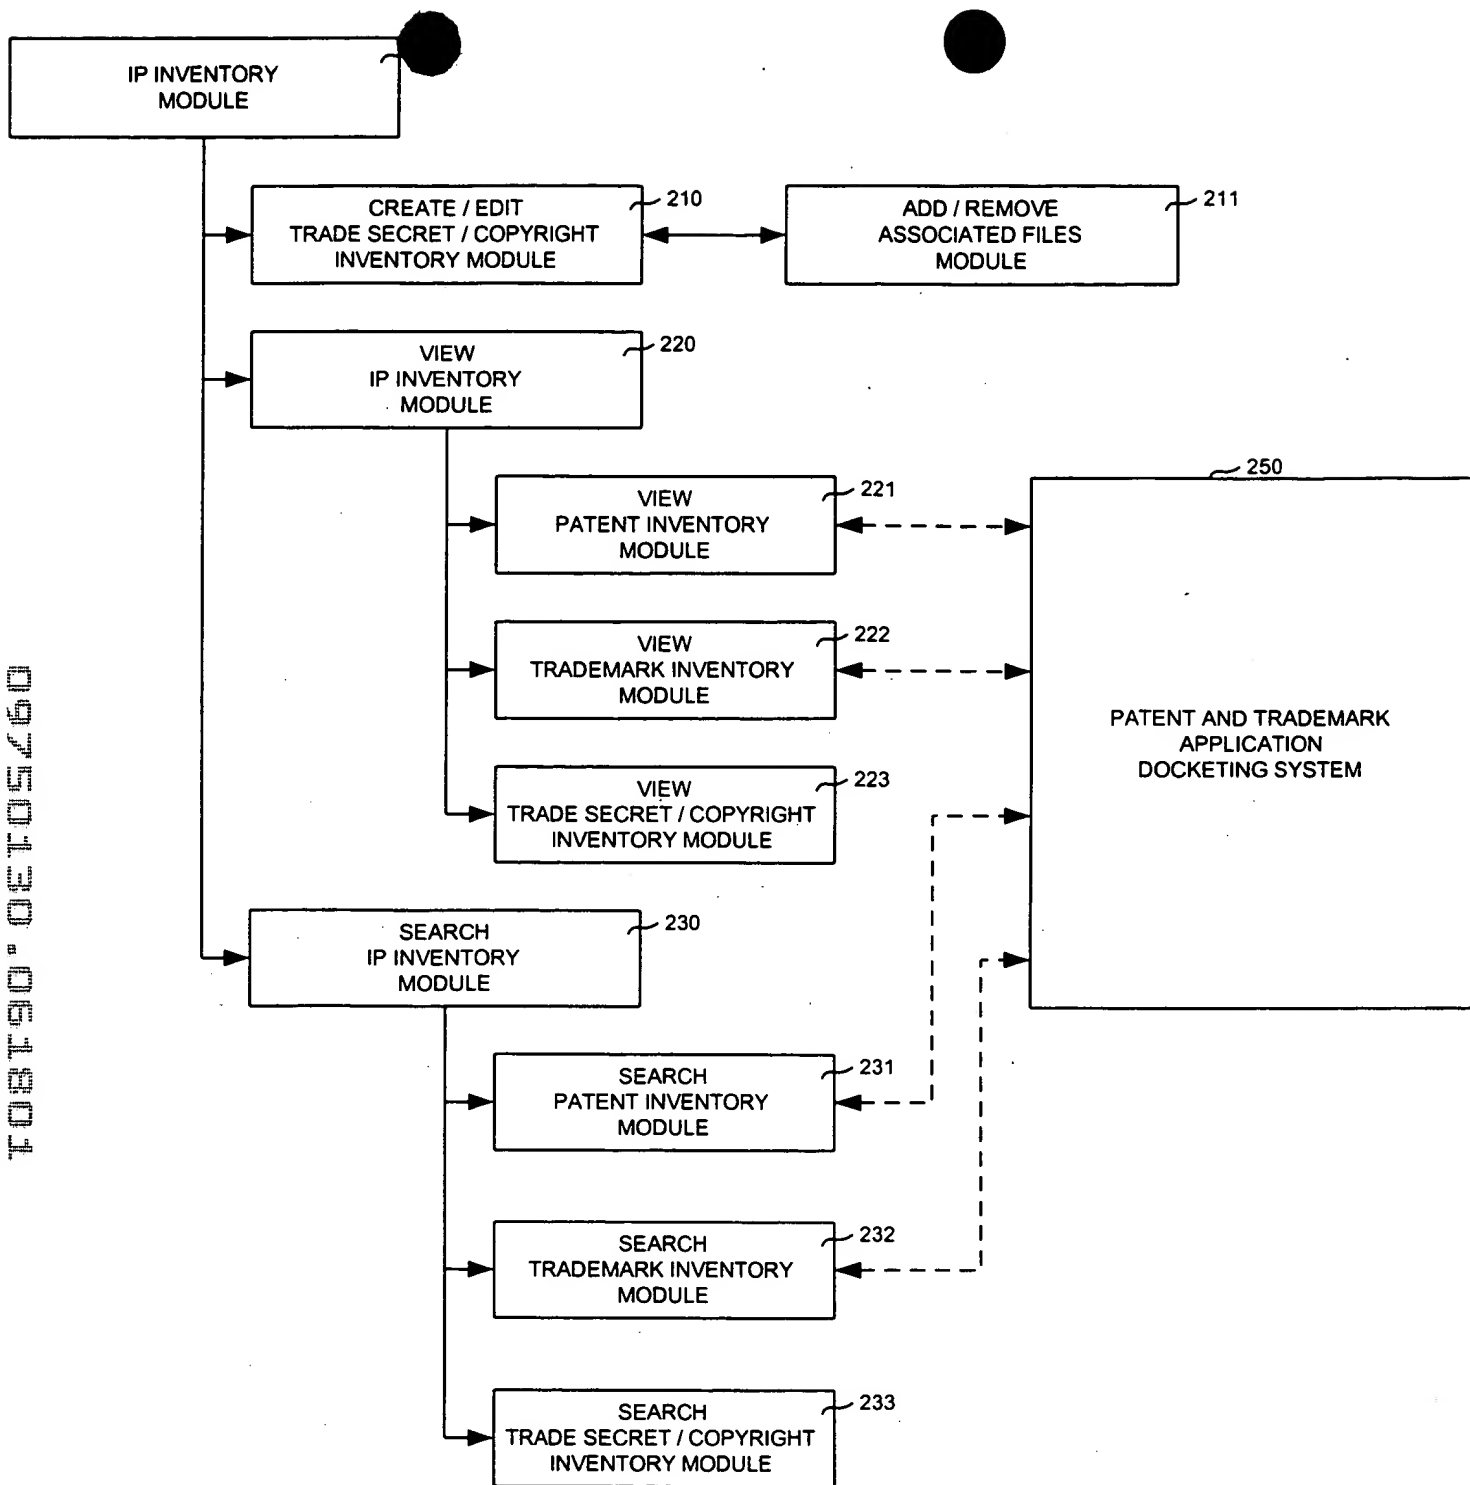 IP INVENTORY
MODULE
CREATE / EDIT
TRADE SECRET / COPYRIGHT
INVENTORY MODULE
210
ADD / REMOVE
ASSOCIATED FILES
MODULE
211
VIEW
IP INVENTORY
MODULE
220
VIEW
PATENT INVENTORY
MODULE
221
250
VIEW
TRADEMARK INVENTORY
MODULE
222
PATENT AND TRADEMARK
APPLICATION
DOCKETING SYSTEM
VIEW
TRADE SECRET / COPYRIGHT
INVENTORY MODULE
223
SEARCH
IP INVENTORY
MODULE
230
SEARCH
PATENT INVENTORY
MODULE
231
SEARCH
TRADEMARK INVENTORY
MODULE
232
SEARCH
TRADE SECRET / COPYRIGHT
INVENTORY MODULE
233